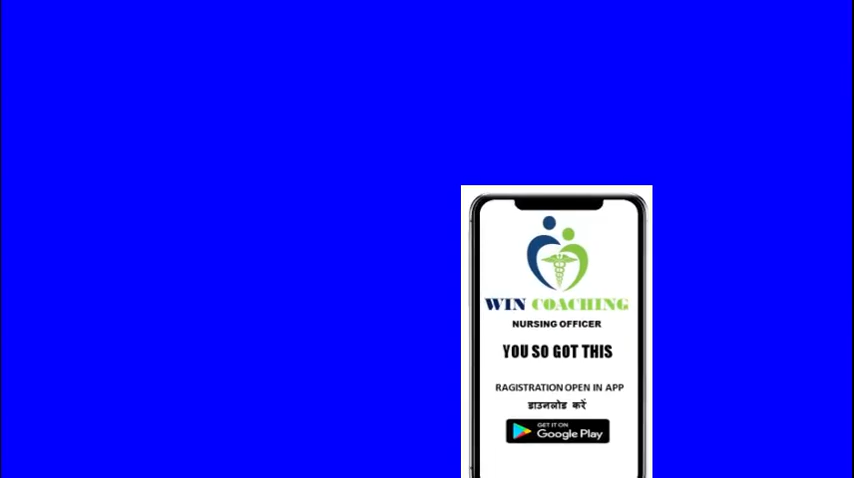 WIN COACHING
NURSING OFFICER
YOU SO GOT THIS
RAGISTRATION OPEN IN APP
डाउनलोड करें
GET IT ON
Google Play